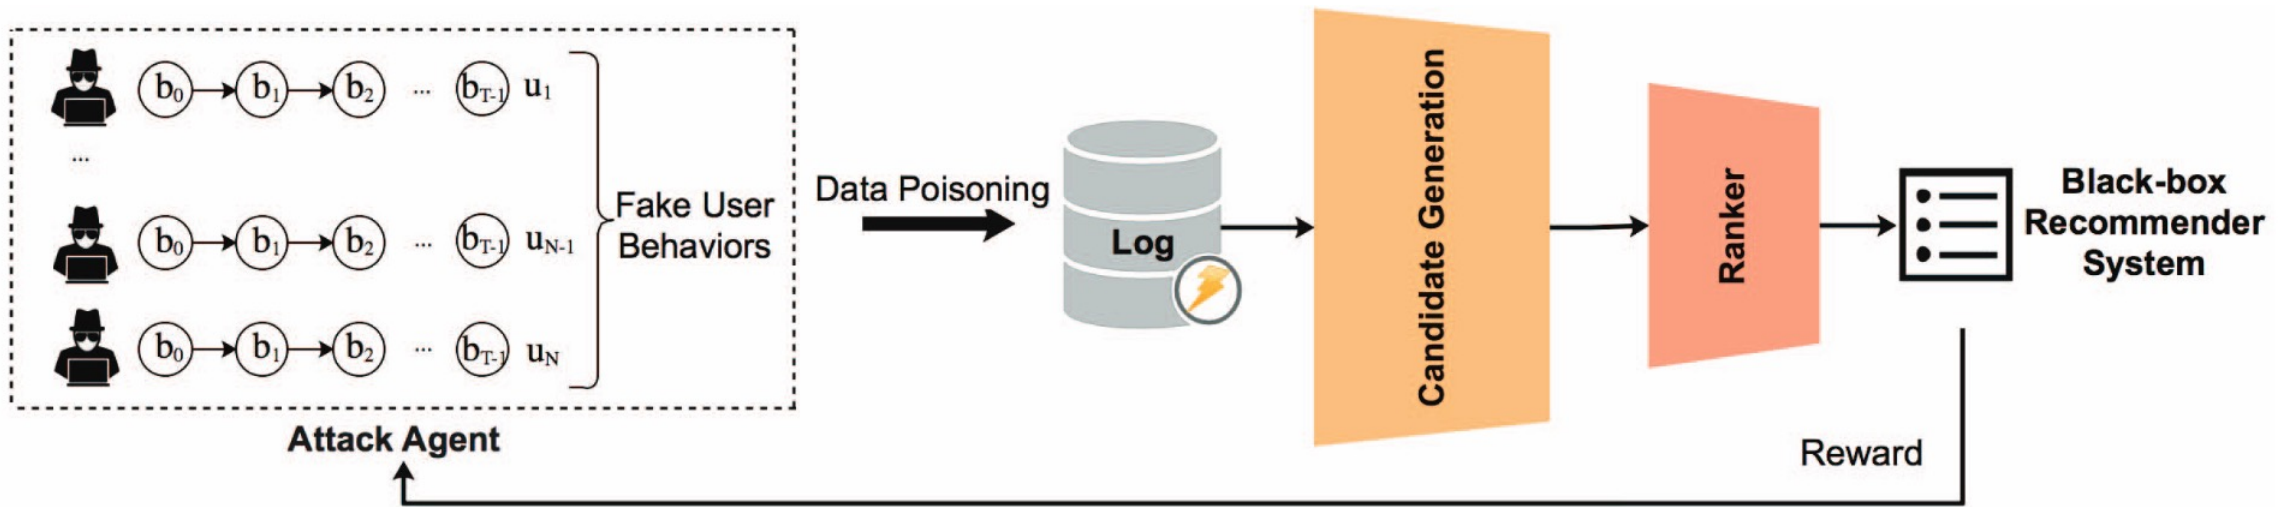 b0 b1 b2 ... bT-1 u1
...
b0 b1 b2 ... bT-1 uN-1
b0 b1 b2 ... bT-1 uN
Fake User
Behaviors
Attack Agent
Data Poisoning
Log
Candidate Generation
Ranker
Black-box
Recommender
System
Reward